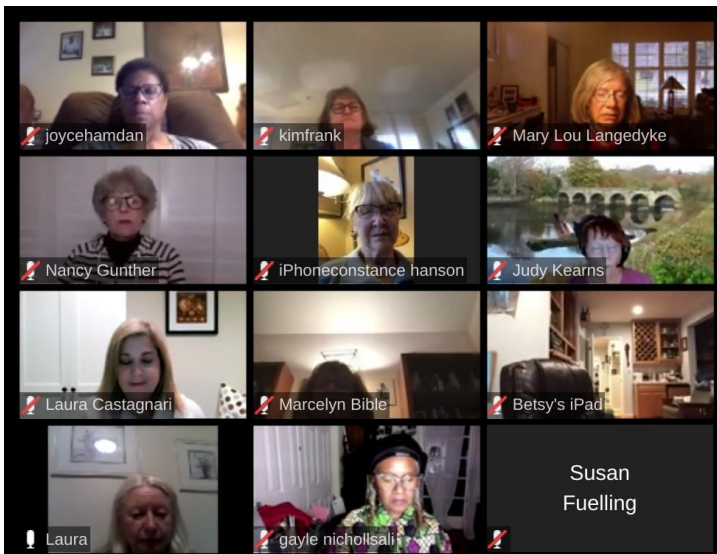 joycehamdan
kimfrank
Mary Lou Langedyke
Nancy Gunther
iPhoneconstance hanson
Judy Kearns
Laura Castagnari
Marcelyn Bible
Betsy's iPad
Laura
gayle nichollsali
Susan
Fuelling